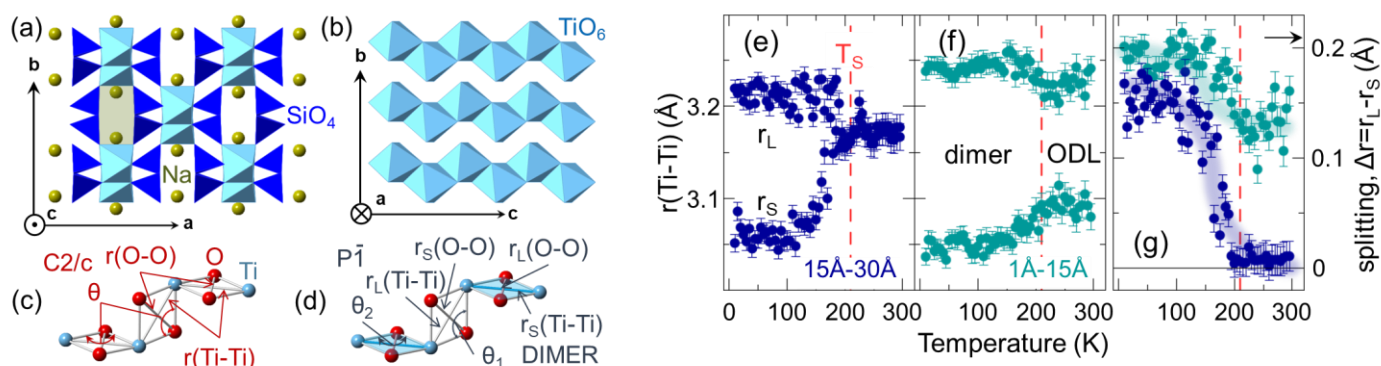 (a)
b
c
a
SiO4
Na
(b)
TiO6
b
a
c
(c)
C2/c
r(O-O)
O
Ti
θ
r(Ti-Ti)
(d)
P1̄
rS(O-O)
rL(O-O)
rL(Ti-Ti)
θ2
θ1
rS(Ti-Ti)
DIMER
r(Ti-Ti) (Å)
3.2
3.1
(e)
TS
rL
rS
15Å-30Å
0 100 200 300
(f)
dimer
ODL
1Å-15Å
0 100 200 300
(g)
0 100 200 300
Temperature (K)
0.2
0.1
0
splitting, Δr=rL-rS (Å)